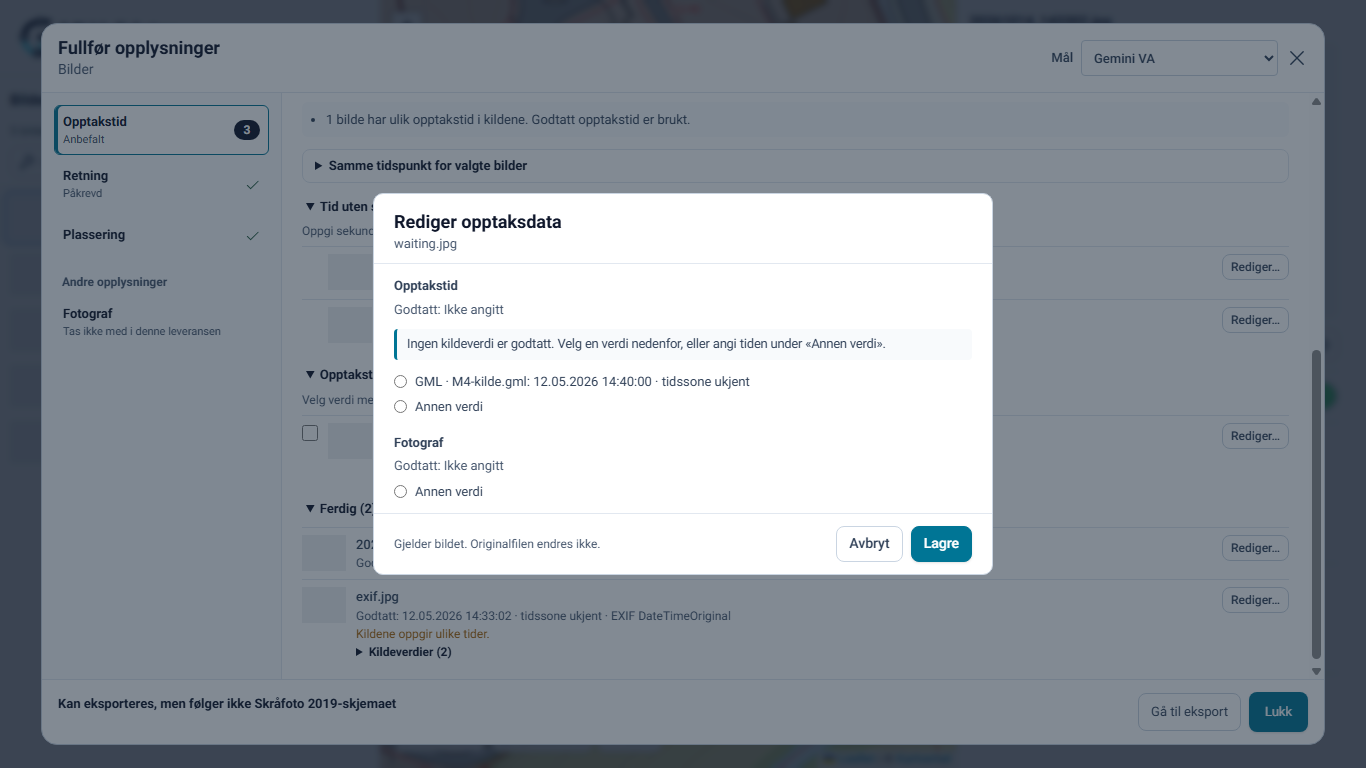 Fullfør opplysninger
Bilder
Mål
Gemini VA
Opptakstid
Anbefalt
3
Retning
Påkrevd
Plassering
Andre opplysninger
Fotograf
Tas ikke med i denne leveransen
• 1 bilde har ulik opptakstid i kildene. Godtatt opptakstid er brukt.
Samme tidspunkt for valgte bilder
Tid uten
Oppgi
Rediger...
Rediger...
Velg verdi
Rediger...
Ferdig (2)
Rediger...
exif.jpg
Godtatt: 12.05.2026 14:33:02 · tidssone ukjent · EXIF DateTimeOriginal
Kildene oppgir ulike tider.
Kildeverdier (2)
Rediger...
Rediger opptaksdata
waiting.jpg
Opptakstid
Godtatt: Ikke angitt
Ingen kildeverdi er godtatt. Velg en verdi nedenfor, eller angi tiden under «Annen verdi».
GML · M4-kilde.gml: 12.05.2026 14:40:00 · tidssone ukjent
Annen verdi
Fotograf
Godtatt: Ikke angitt
Annen verdi
Gjelder bildet. Originalfilen endres ikke.
Avbryt
Lagre
Kan eksporteres, men følger ikke Skråfoto 2019-skjemaet
Gå til eksport
Lukk